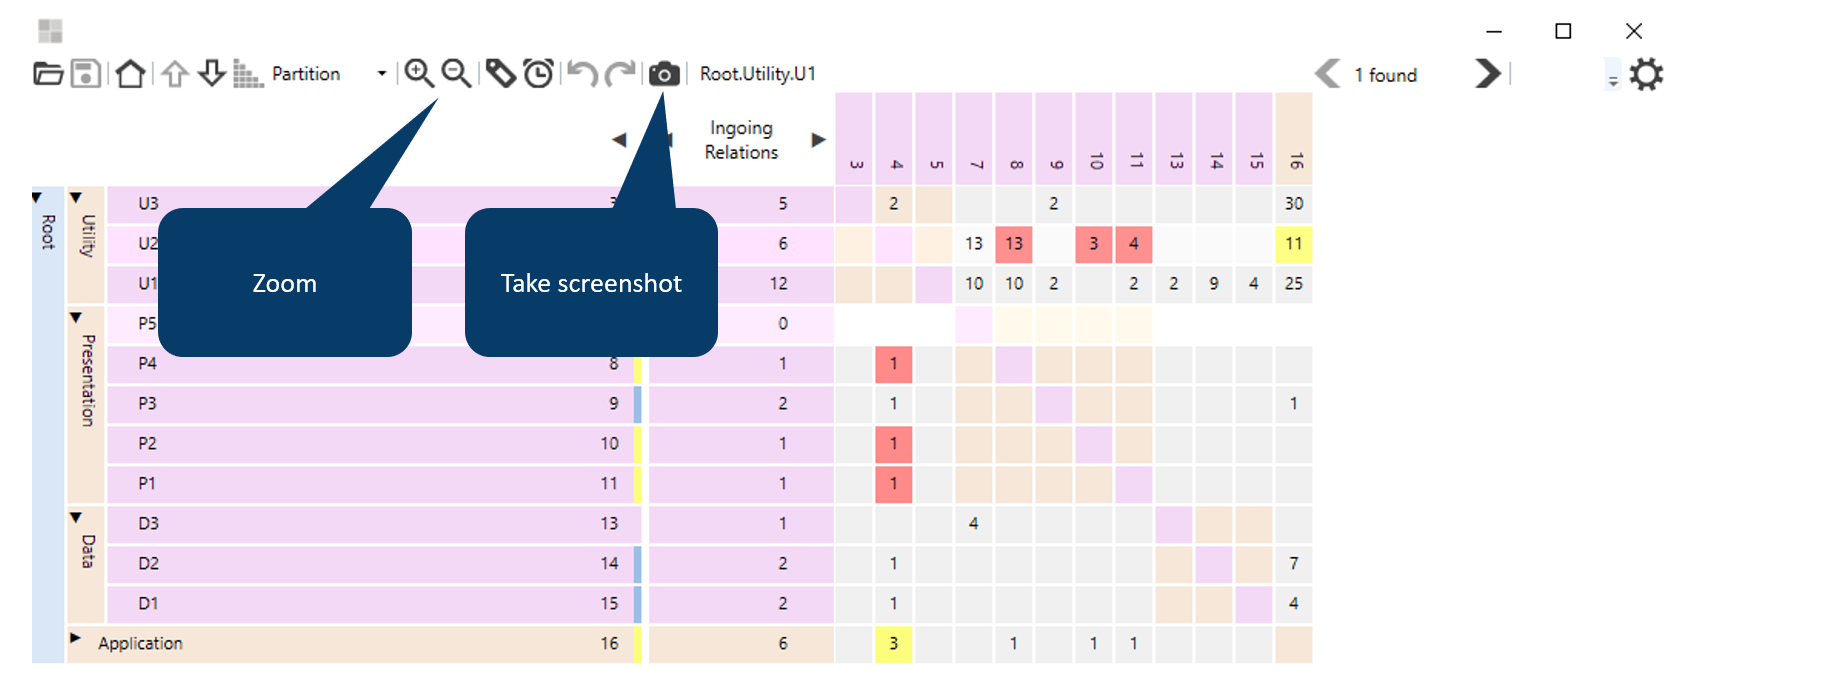 Partition Root.Utility.U1 1 found
Ingoing
Relations
3 4 5 7 8 9 10 11 13 14 15 16
Root
Utility
U3 5 2 2 30
U2 6 13 13 3 4 11
U1 12 10 10 2 2 2 9 4 25
Zoom
Take screenshot
Presentation
P5 0
P4 8 1 1
P3 9 2 1 1
P2 10 1 1
P1 11 1 1
Data
D3 13 1 4
D2 14 2 1 7
D1 15 2 1 4
Application 16 6 3 1 1 1